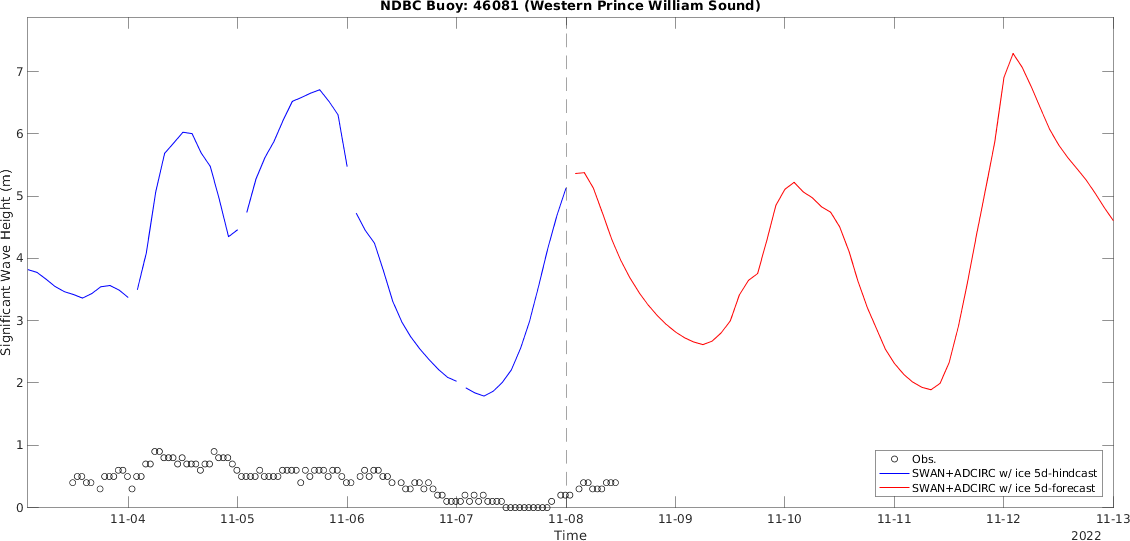 NDBC Buoy: 46081 (Western Prince William Sound)
Significant Wave Height (m)
7
6
5
4
3
2
1
0
Obs.
SWAN+ADCIRC w/ ice 5d-hindcast
SWAN+ADCIRC w/ ice 5d-forecast
11-04 11-05 11-06 11-07 11-08 11-09 11-10 11-11 11-12 11-13
Time 2022